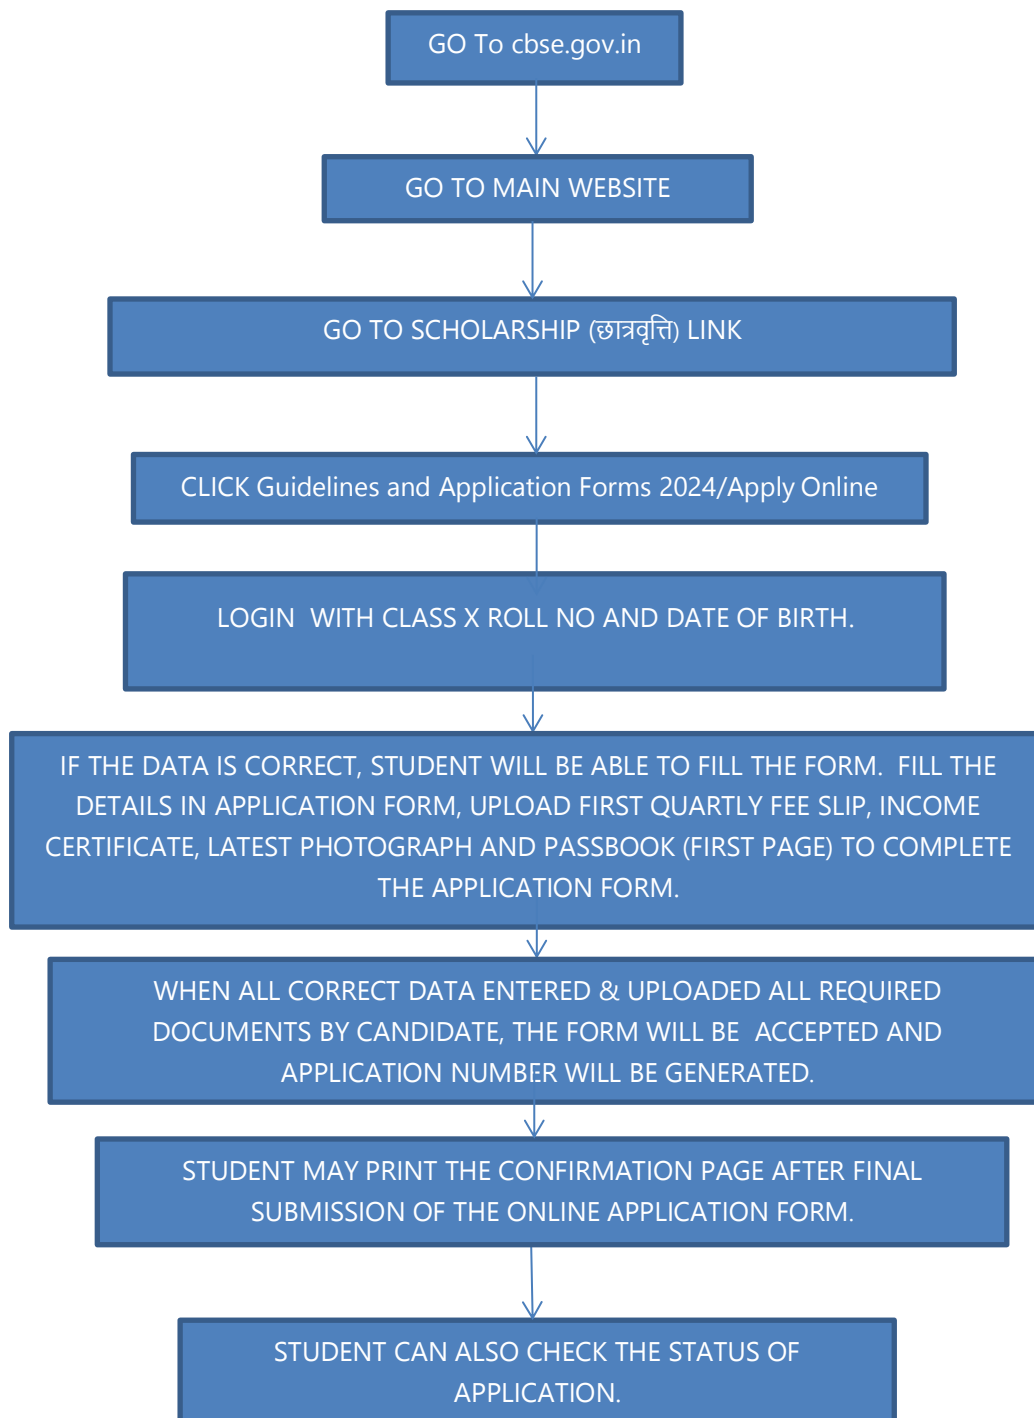 GO To cbse.gov.in
GO TO MAIN WEBSITE
GO TO SCHOLARSHIP (छात्रवृत्ति) LINK
CLICK Guidelines and Application Forms 2024/Apply Online
LOGIN  WITH CLASS X ROLL NO AND DATE OF BIRTH.
IF THE DATA IS CORRECT, STUDENT WILL BE ABLE TO FILL THE FORM.  FILL THE
DETAILS IN APPLICATION FORM, UPLOAD FIRST QUARTLY FEE SLIP, INCOME
CERTIFICATE, LATEST PHOTOGRAPH AND PASSBOOK (FIRST PAGE) TO COMPLETE
THE APPLICATION FORM.
WHEN ALL CORRECT DATA ENTERED & UPLOADED ALL REQUIRED
DOCUMENTS BY CANDIDATE, THE FORM WILL BE  ACCEPTED AND
APPLICATION NUMBER WILL BE GENERATED.
STUDENT MAY PRINT THE CONFIRMATION PAGE AFTER FINAL
SUBMISSION OF THE ONLINE APPLICATION FORM.
STUDENT CAN ALSO CHECK THE STATUS OF
APPLICATION.